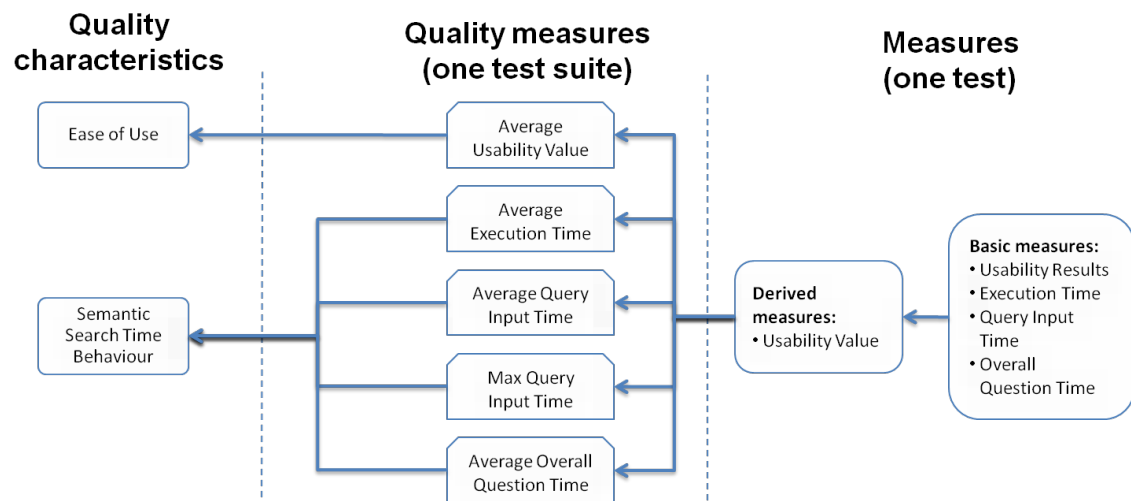 Quality
characteristics
Quality measures
(one test suite)
Measures
(one test)
Ease of Use
Average
Usability Value
Average
Execution Time
Average Query
Input Time
Max Query
Input Time
Average Overall
Question Time
Semantic
Search Time
Behaviour
Derived
measures:
• Usability Value
Basic measures:
• Usability Results
• Execution Time
• Query Input
Time
• Overall
Question Time